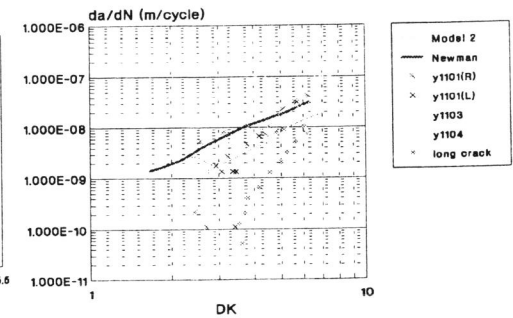 da/dN (m/cycle)
1.000E-06
1.000E-07
1.000E-08
1.000E-09
1.000E-10
1.000E-11
1
10
DK
Model 2
Newman
y1101(R)
y1101(L)
y1103
y1104
long crack